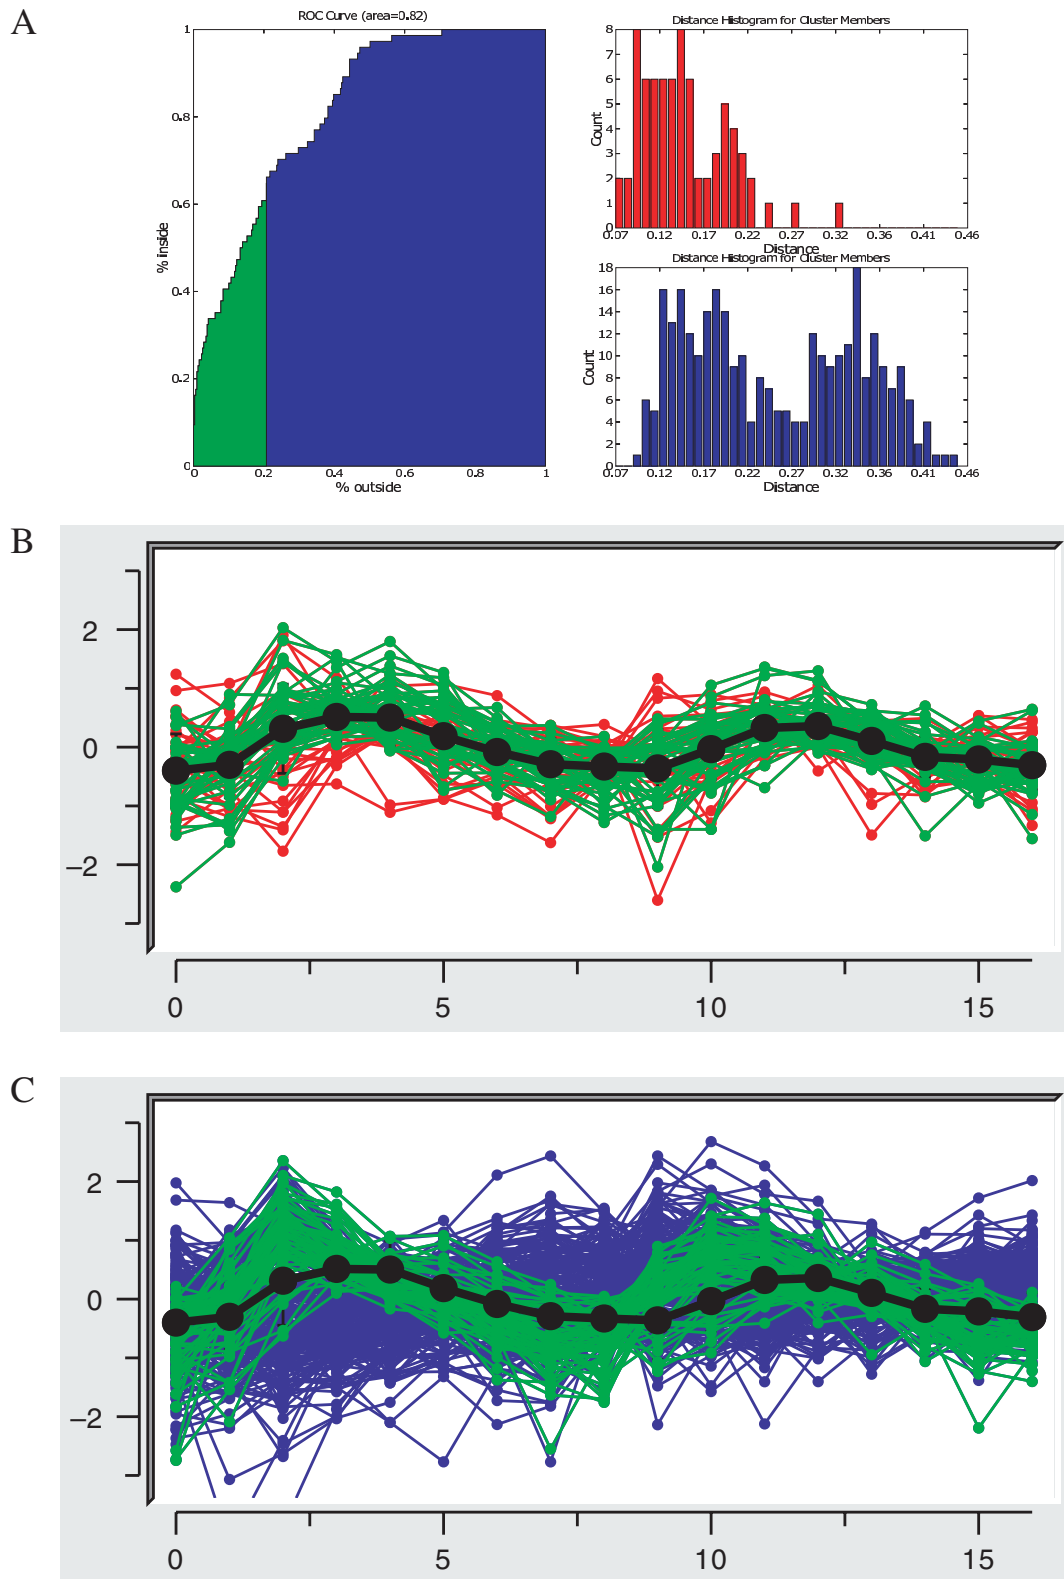 A
ROC Curve (area=0.82)
1
0.8
0.6
0.4
0.2
0
% inside
0 0.2 0.4 0.6 0.8 1
% outside
Distance Histogram for Cluster Members
8
7
6
5
4
3
2
1
0
Count
0.07 0.12 0.17 0.22 0.27 0.32 0.36 0.41 0.46
Distance
Distance Histogram for Cluster Members
18
16
14
12
10
8
6
4
2
0
Count
0.07 0.12 0.17 0.22 0.27 0.32 0.36 0.41 0.46
Distance
B
2
0
−2
0 5 10 15
C
2
0
−2
0 5 10 15